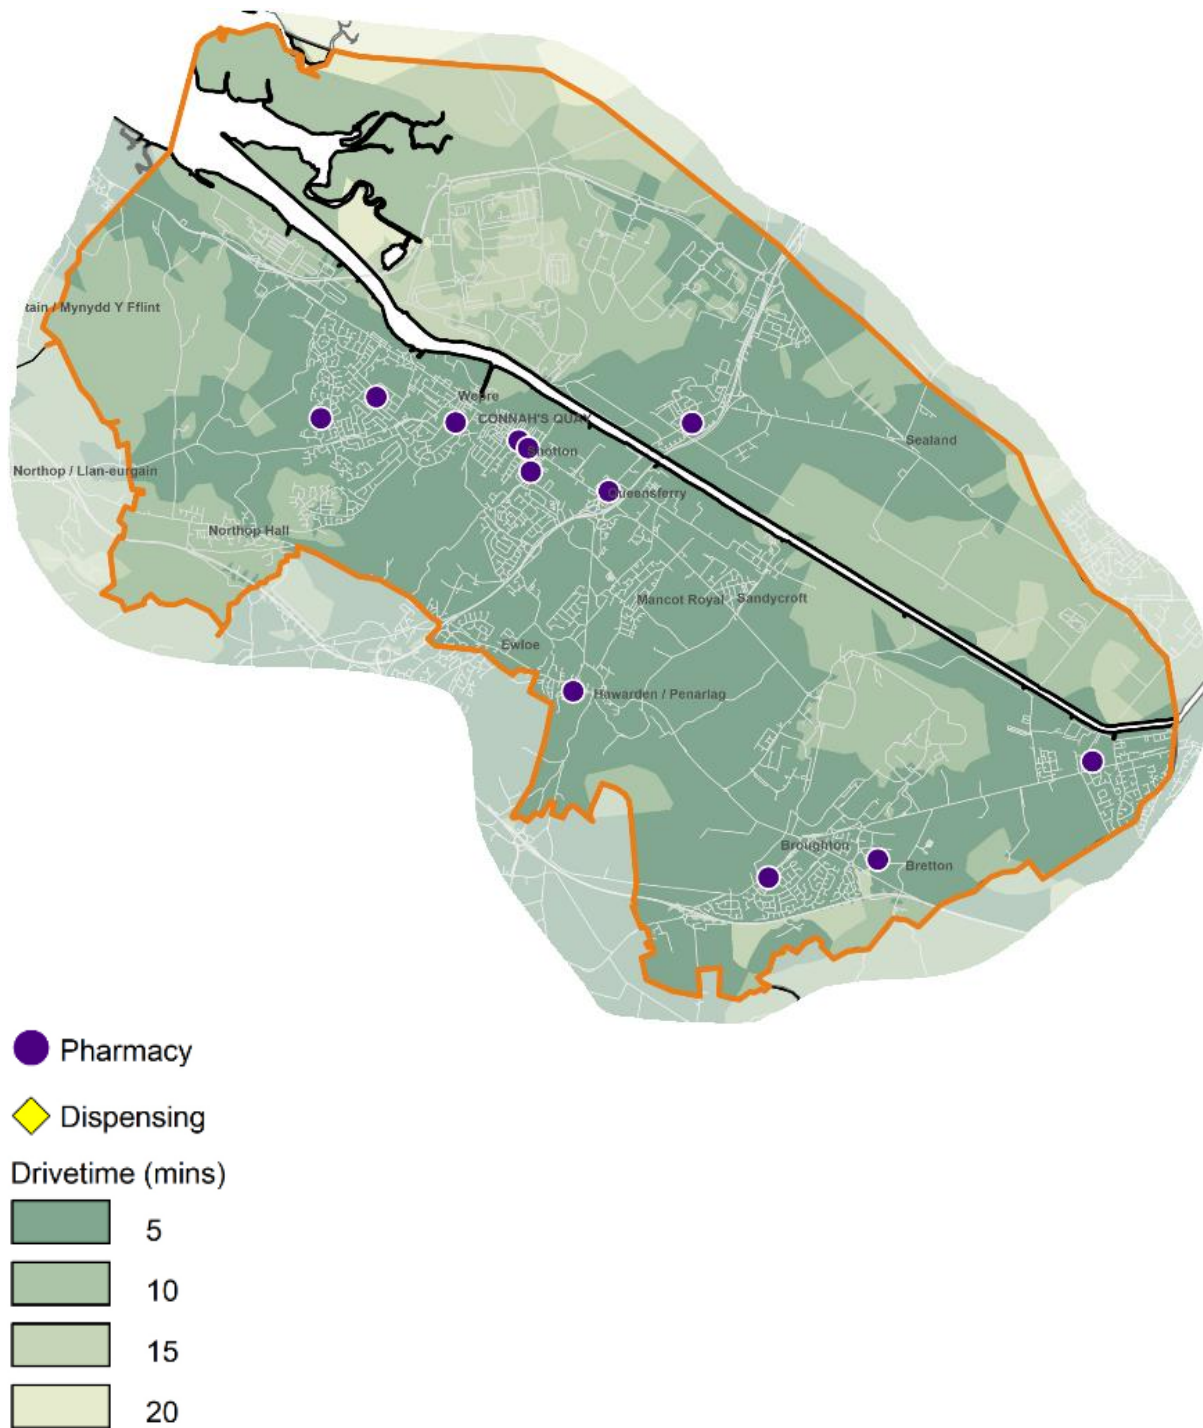 tain / Mynydd Y Fflint
Wepre
CONNAH'S QUAY
Sealand
Shotton
Northop / Llan-eurgain
Queensferry
Northop Hall
Mancot Royal
Sandycroft
Ewloe
Hawarden / Penarlag
Broughton
Bretton
Pharmacy
Dispensing
Drivetime (mins)
5
10
15
20